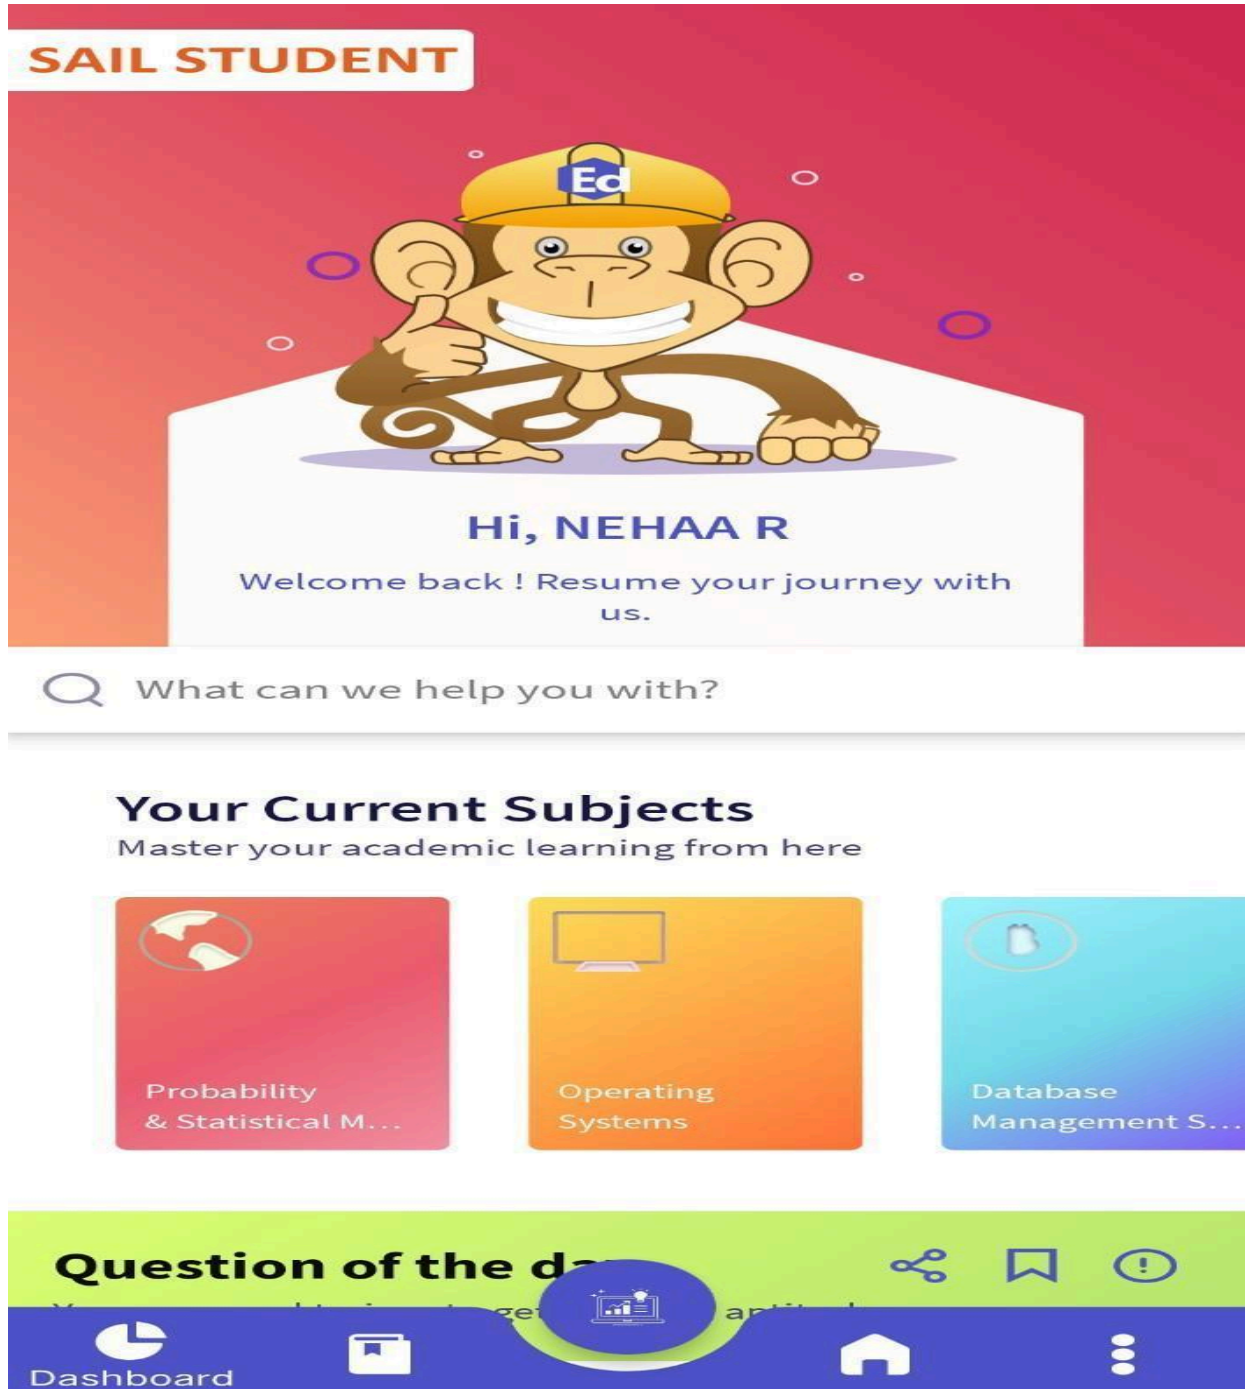 SAIL STUDENT
Ed
Hi, NEHAA R
Welcome back ! Resume your journey with
us.
What can we help you with?
Your Current Subjects
Master your academic learning from here
Probability
& Statistical M...
Operating
Systems
Database
Management S...
Question of the
Dashboard